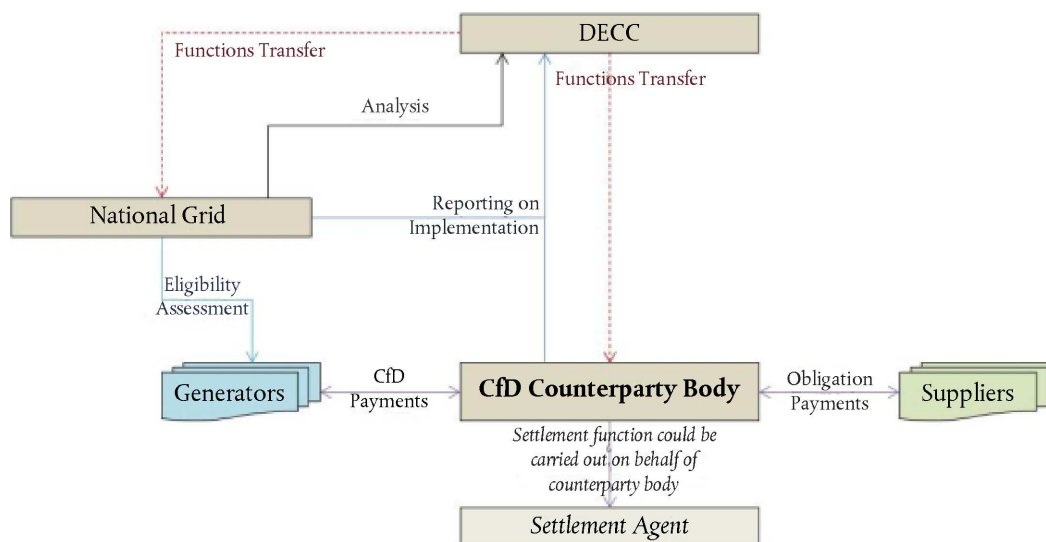 DECC
Functions Transfer
Functions Transfer
Analysis
National Grid
Reporting on
Implementation
Eligibility
Assessment
Generators
CfD
Payments
CfD Counterparty Body
Obligation
Payments
Suppliers
Settlement function could be
carried out on behalf of
counterparty body
Settlement Agent